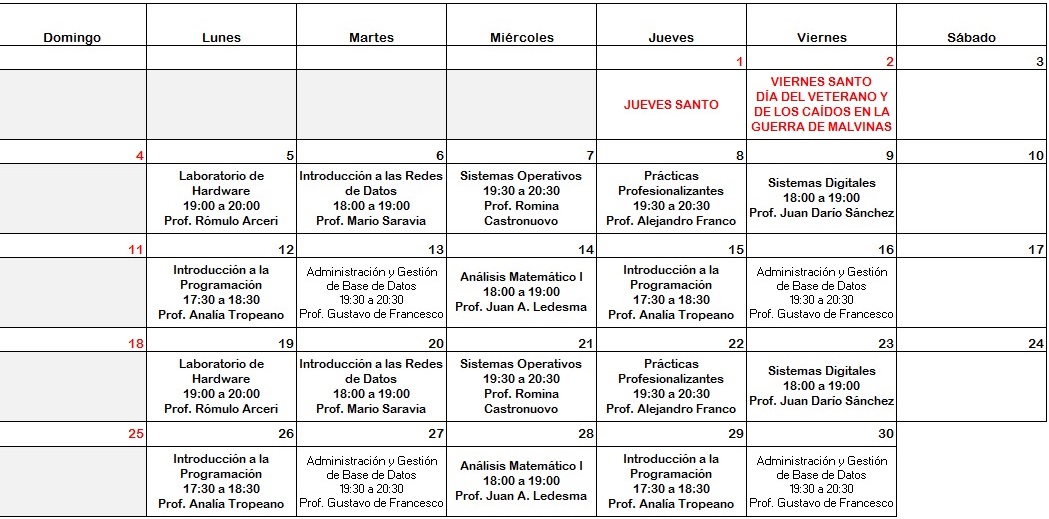 Domingo Lunes Martes Miércoles Jueves Viernes Sábado
1 2 3
JUEVES SANTO
VIERNES SANTO
DÍA DEL VETERANO Y
DE LOS CAÍDOS EN LA
GUERRA DE MALVINAS
4 5 6 7 8 9 10
Laboratorio de
Hardware
19:00 a 20:00
Prof. Rómulo Arceri
Introducción a las Redes
de Datos
18:00 a 19:00
Prof. Mario Saravia
Sistemas Operativos
19:30 a 20:30
Prof. Romina
Castronuovo
Prácticas
Profesionalizantes
19:30 a 20:30
Prof. Alejandro Franco
Sistemas Digitales
18:00 a 19:00
Prof. Juan Darío Sánchez
11 12 13 14 15 16 17
Introducción a la
Programación
17:30 a 18:30
Prof. Analía Tropeano
Administración y Gestión
de Base de Datos
19:30 a 20:30
Prof. Gustavo de Francesco
Análisis Matemático I
18:00 a 19:00
Prof. Juan A. Ledesma
Introducción a la
Programación
17:30 a 18:30
Prof. Analía Tropeano
Administración y Gestión
de Base de Datos
19:30 a 20:30
Prof. Gustavo de Francesco
18 19 20 21 22 23 24
Laboratorio de
Hardware
19:00 a 20:00
Prof. Rómulo Arceri
Introducción a las Redes
de Datos
18:00 a 19:00
Prof. Mario Saravia
Sistemas Operativos
19:30 a 20:30
Prof. Romina
Castronuovo
Prácticas
Profesionalizantes
19:30 a 20:30
Prof. Alejandro Franco
Sistemas Digitales
18:00 a 19:00
Prof. Juan Darío Sánchez
25 26 27 28 29 30
Introducción a la
Programación
17:30 a 18:30
Prof. Analía Tropeano
Administración y Gestión
de Base de Datos
19:30 a 20:30
Prof. Gustavo de Francesco
Análisis Matemático I
18:00 a 19:00
Prof. Juan A. Ledesma
Introducción a la
Programación
17:30 a 18:30
Prof. Analía Tropeano
Administración y Gestión
de Base de Datos
19:30 a 20:30
Prof. Gustavo de Francesco